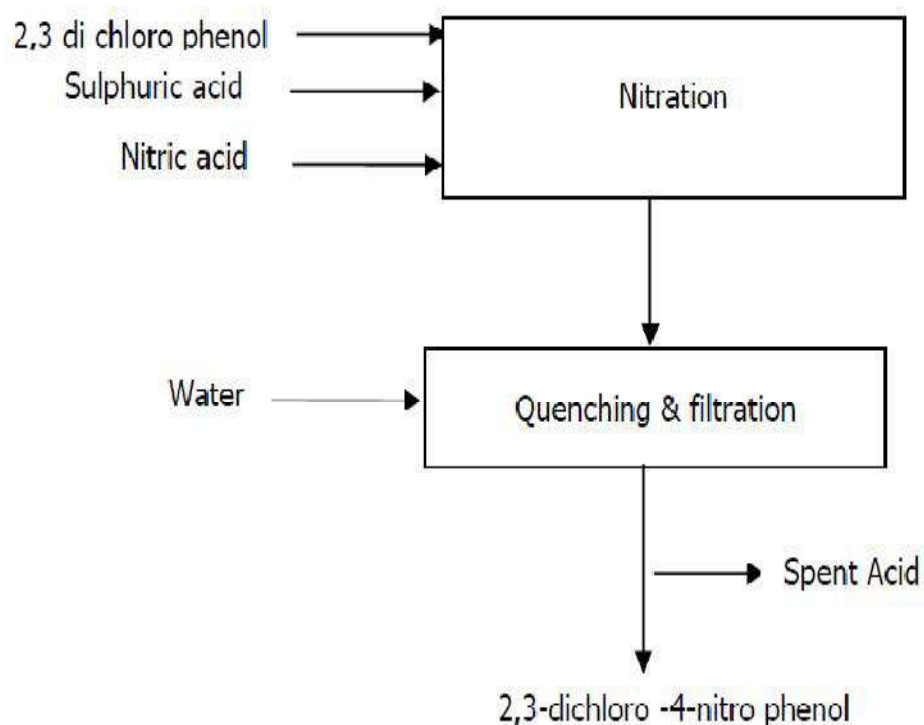 2,3 di chloro phenol
Sulphuric acid
Nitric acid
Nitration
Water
Quenching & filtration
Spent Acid
2,3-dichloro -4-nitro phenol